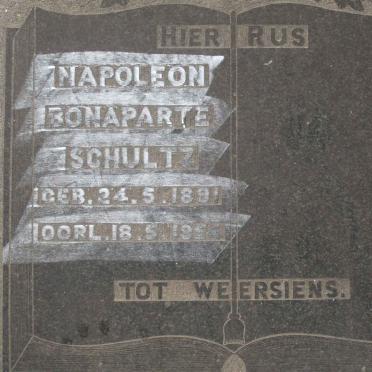 HIER RUS
NAPOLEON
BONAPARTE
SCHULTZ
GEB. 24.5.1891
OORL. 18.5.
TOT WEERSIENS.